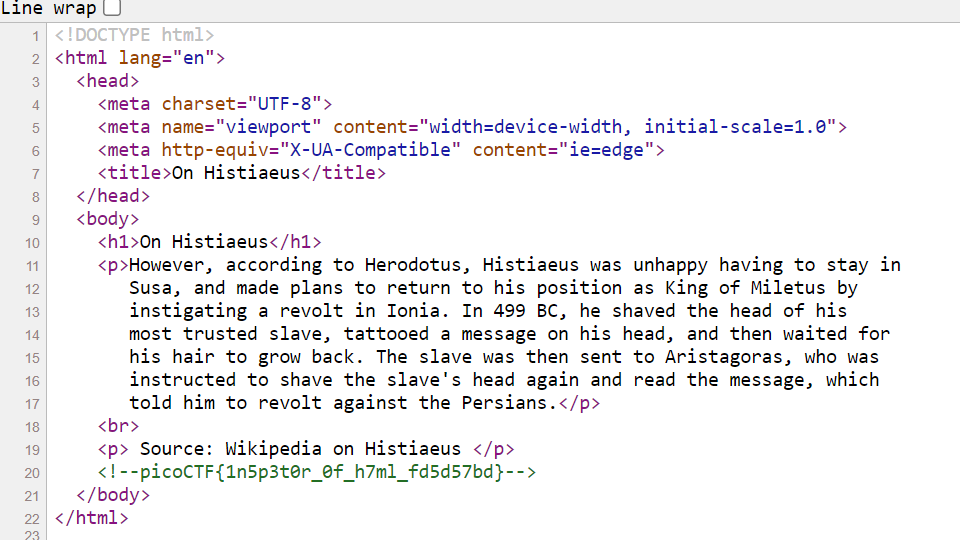 Line wrap
1 <!DOCTYPE html>
2 <html lang="en">
3 <head>
4 <meta charset="UTF-8">
5 <meta name="viewport" content="width=device-width, initial-scale=1.0">
6 <meta http-equiv="X-UA-Compatible" content="ie=edge">
7 <title>On Histiaeus</title>
8 </head>
9 <body>
10 <h1>On Histiaeus</h1>
11 <p>However, according to Herodotus, Histiaeus was unhappy having to stay in
12 Susa, and made plans to return to his position as King of Miletus by
13 instigating a revolt in Ionia. In 499 BC, he shaved the head of his
14 most trusted slave, tattooed a message on his head, and then waited for
15 his hair to grow back. The slave was then sent to Aristagoras, who was
16 instructed to shave the slave's head again and read the message, which
17 told him to revolt against the Persians.</p>
18 <br>
19 <p> Source: Wikipedia on Histiaeus </p>
20 <!--picoCTF{1n5p3t0r_0f_h7ml_fd5d57bd}-->
21 </body>
22 </html>
23